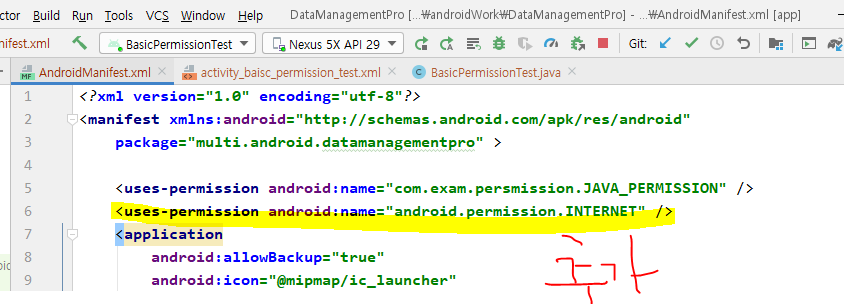 ctor Build Run Tools VCS Window Help DataManagementPro [...₩androidWork₩DataManagementPro] - ...₩AndroidManifest.xml [app]
nifest.xml BasicPermissionTest Nexus 5X API 29 Git:
AndroidManifest.xml activity_baisc_permission_test.xml BasicPermissionTest.java
1 <?xml version="1.0" encoding="utf-8"?>
2 <manifest xmlns:android="http://schemas.android.com/apk/res/android"
3 package="multi.android.datamanagementpro" >
4
5 <uses-permission android:name="com.exam.persmission.JAVA_PERMISSION" />
6 <uses-permission android:name="android.permission.INTERNET" />
7 <application
8 android:allowBackup="true"
9 android:icon="@mipmap/ic_launcher"